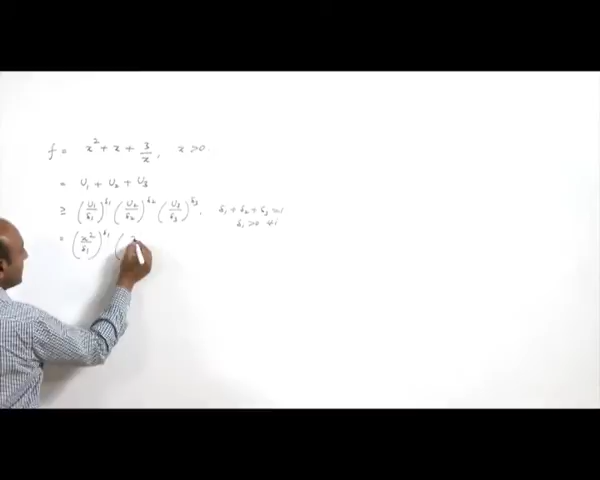 f = x² + x + 3/x, x > 0.
= U₁ + U₂ + U₃
≥ (U₁/δ₁)^δ₁ (U₂/δ₂)^δ₂ (U₃/δ₃)^δ₃, δ₁ + δ₂ + δ₃ = 1
δᵢ > 0 ∀i
= (x²/δ₁)^δ₁ (